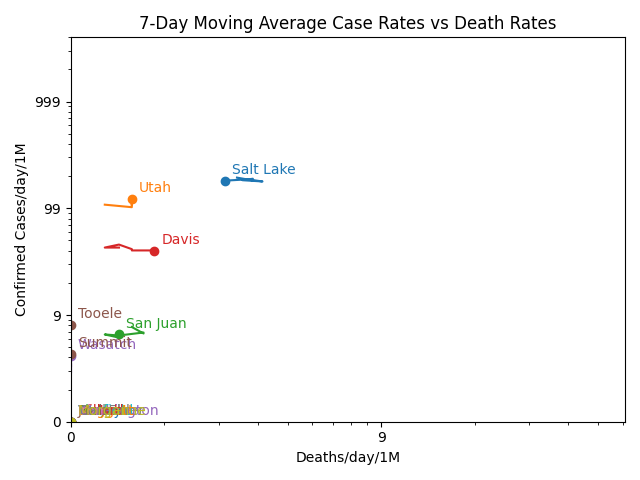 7-Day Moving Average Case Rates vs Death Rates
Confirmed Cases/day/1M
999
99
9
0
Salt Lake
Utah
Davis
Tooele
San Juan
Summit
Wasatch
0
9
Deaths/day/1M